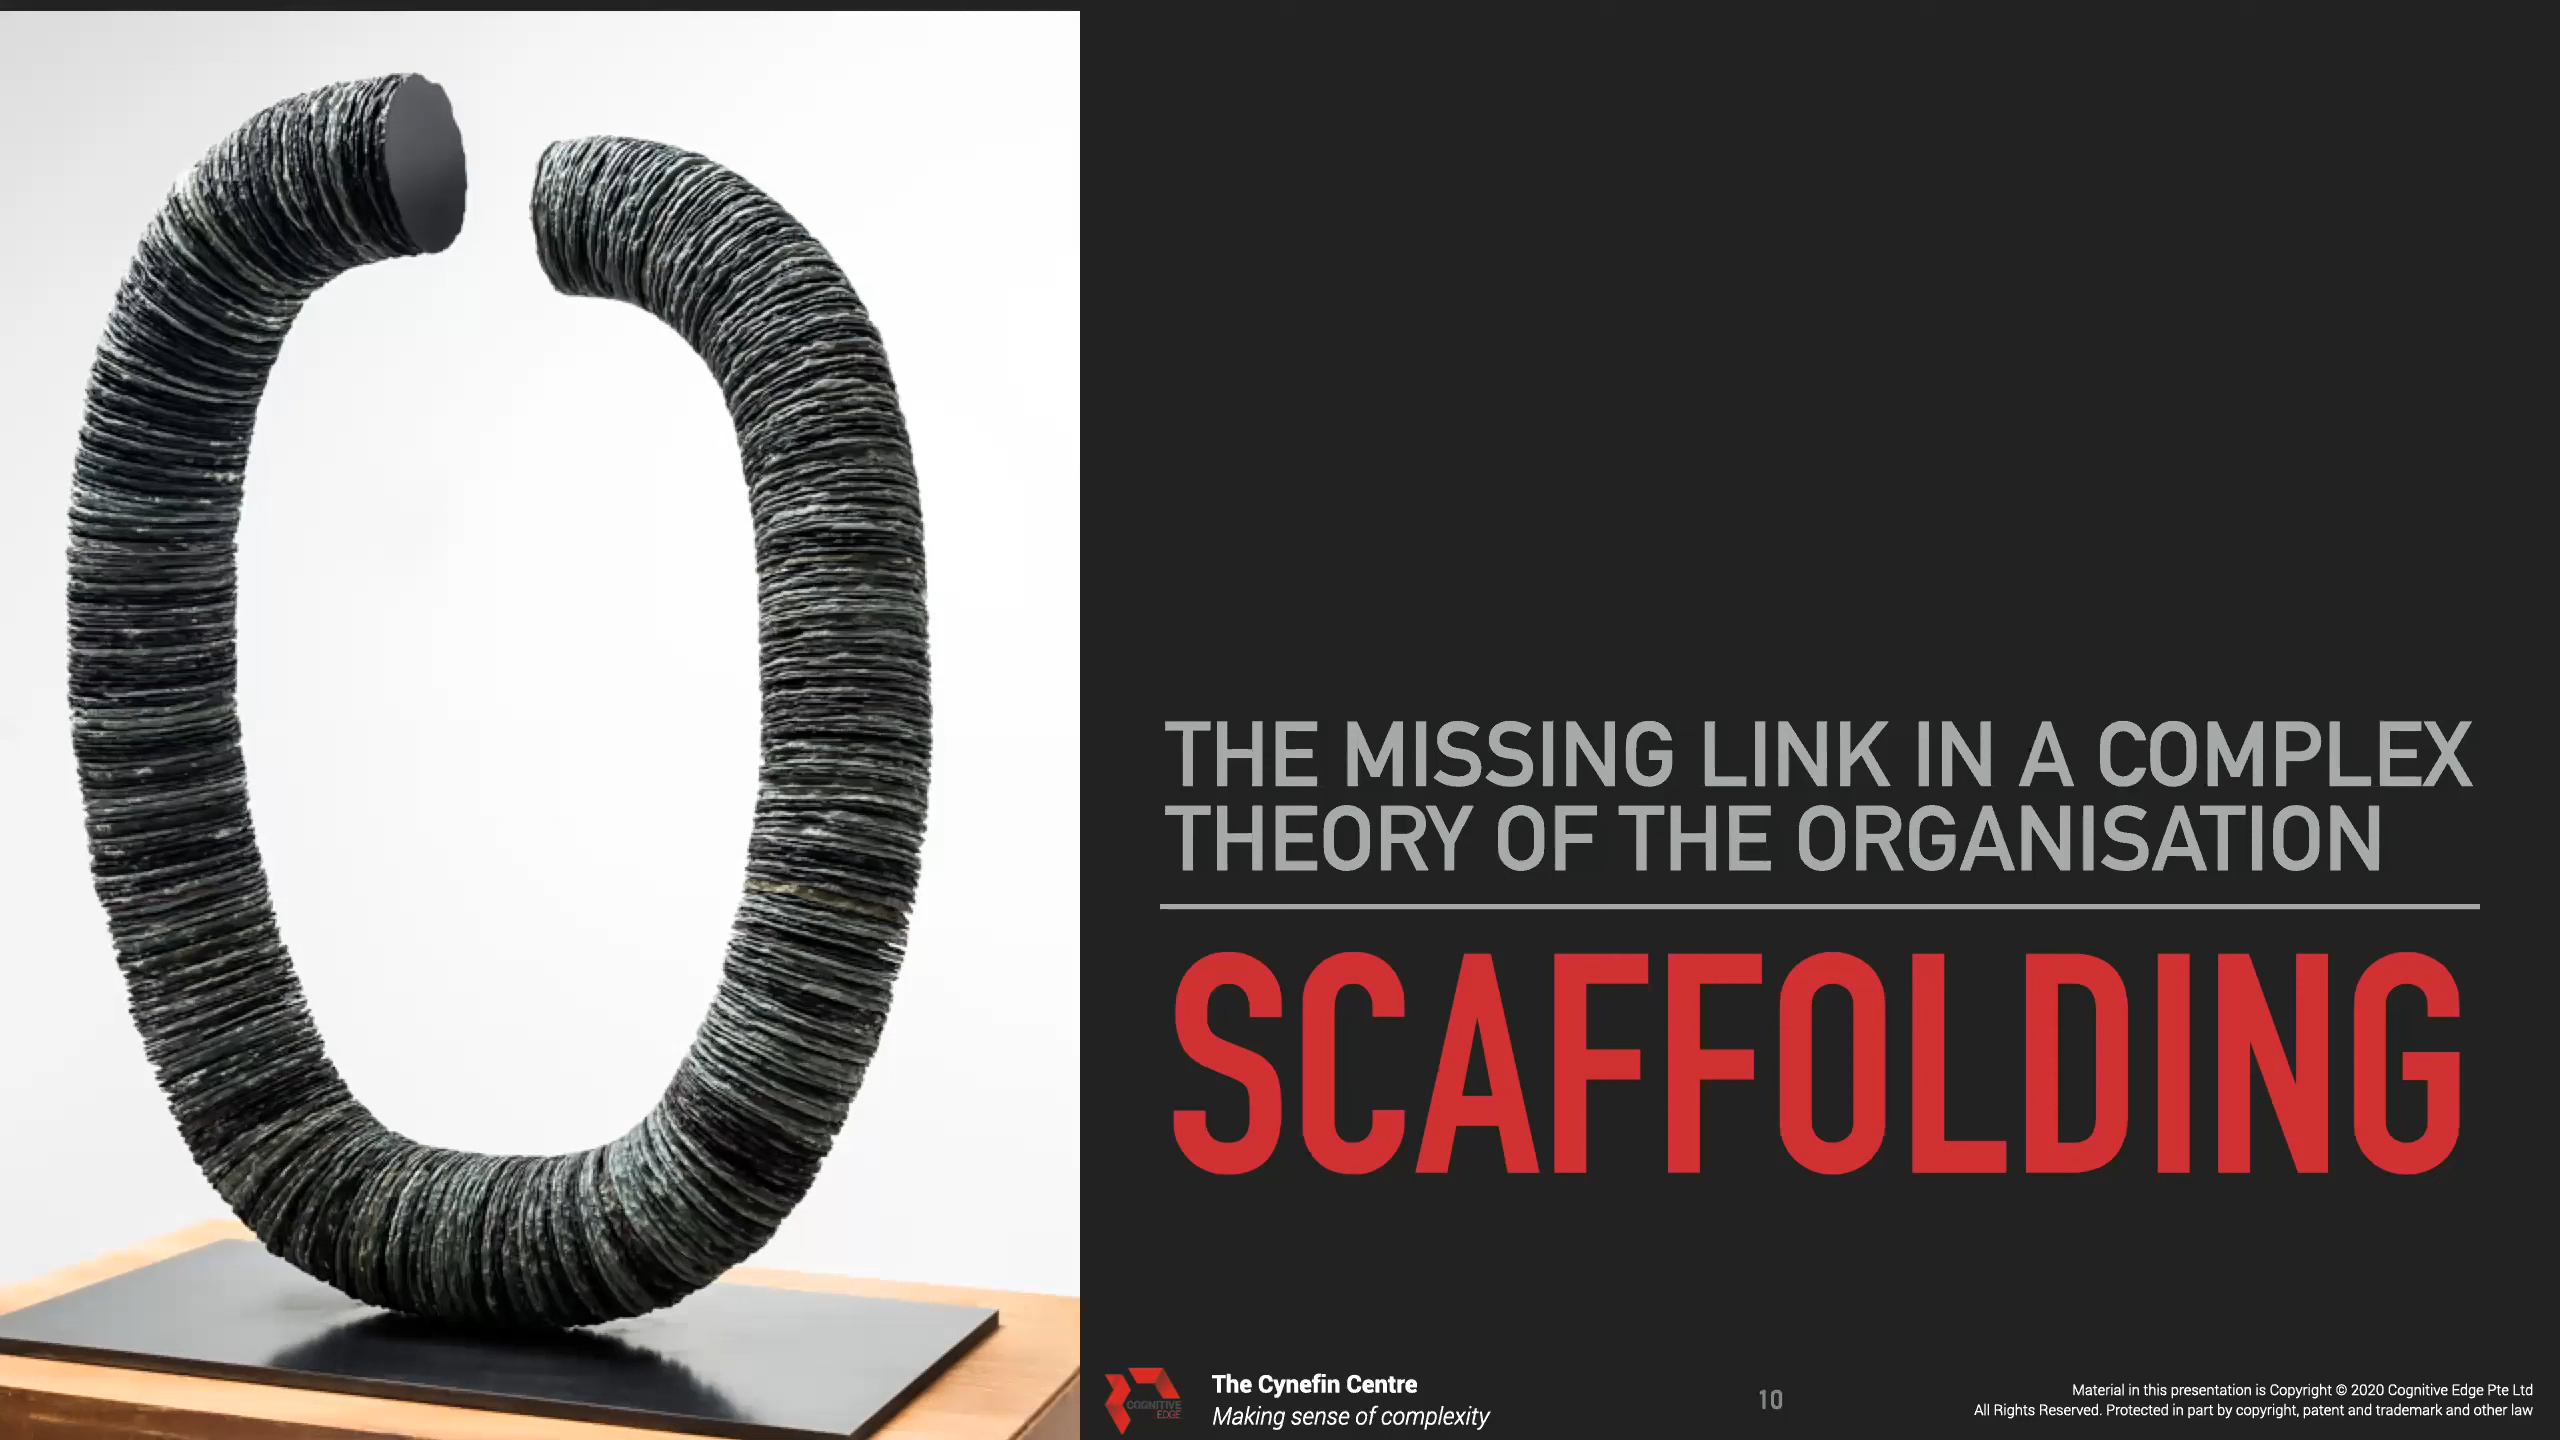 THE MISSING LINK IN A COMPLEX
THEORY OF THE ORGANISATION
SCAFFOLDING
COGNITIVE
EDGE
The Cynefin Centre
Making sense of complexity
10
Material in this presentation is Copyright © 2020 Cognitive Edge Pte Ltd
All Rights Reserved. Protected in part by copyright, patent and trademark and other law